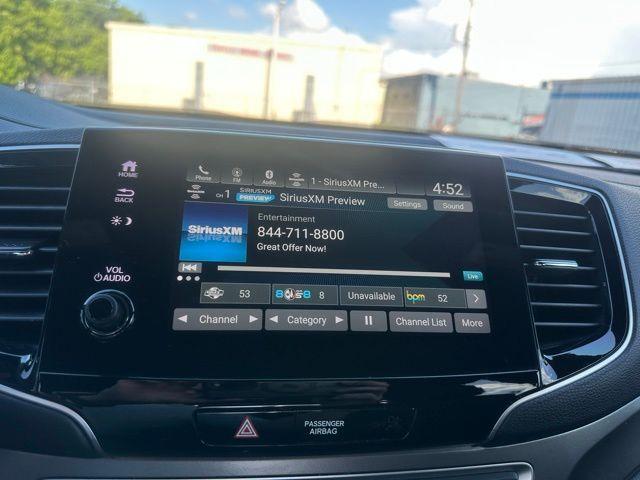 HOME
BACK
VOL
AUDIO
Phone
FM
Audio
1 - SiriusXM Pre...
4:52
CH 1
SIRIUSXM
PREVIEW
SiriusXM Preview
Settings
Sound
SiriusXM
Entertainment
844-711-8800
Great Offer Now!
Live
53
8
Unavailable
bpm
52
Channel
Category
Channel List
More
PASSENGER
AIRBAG